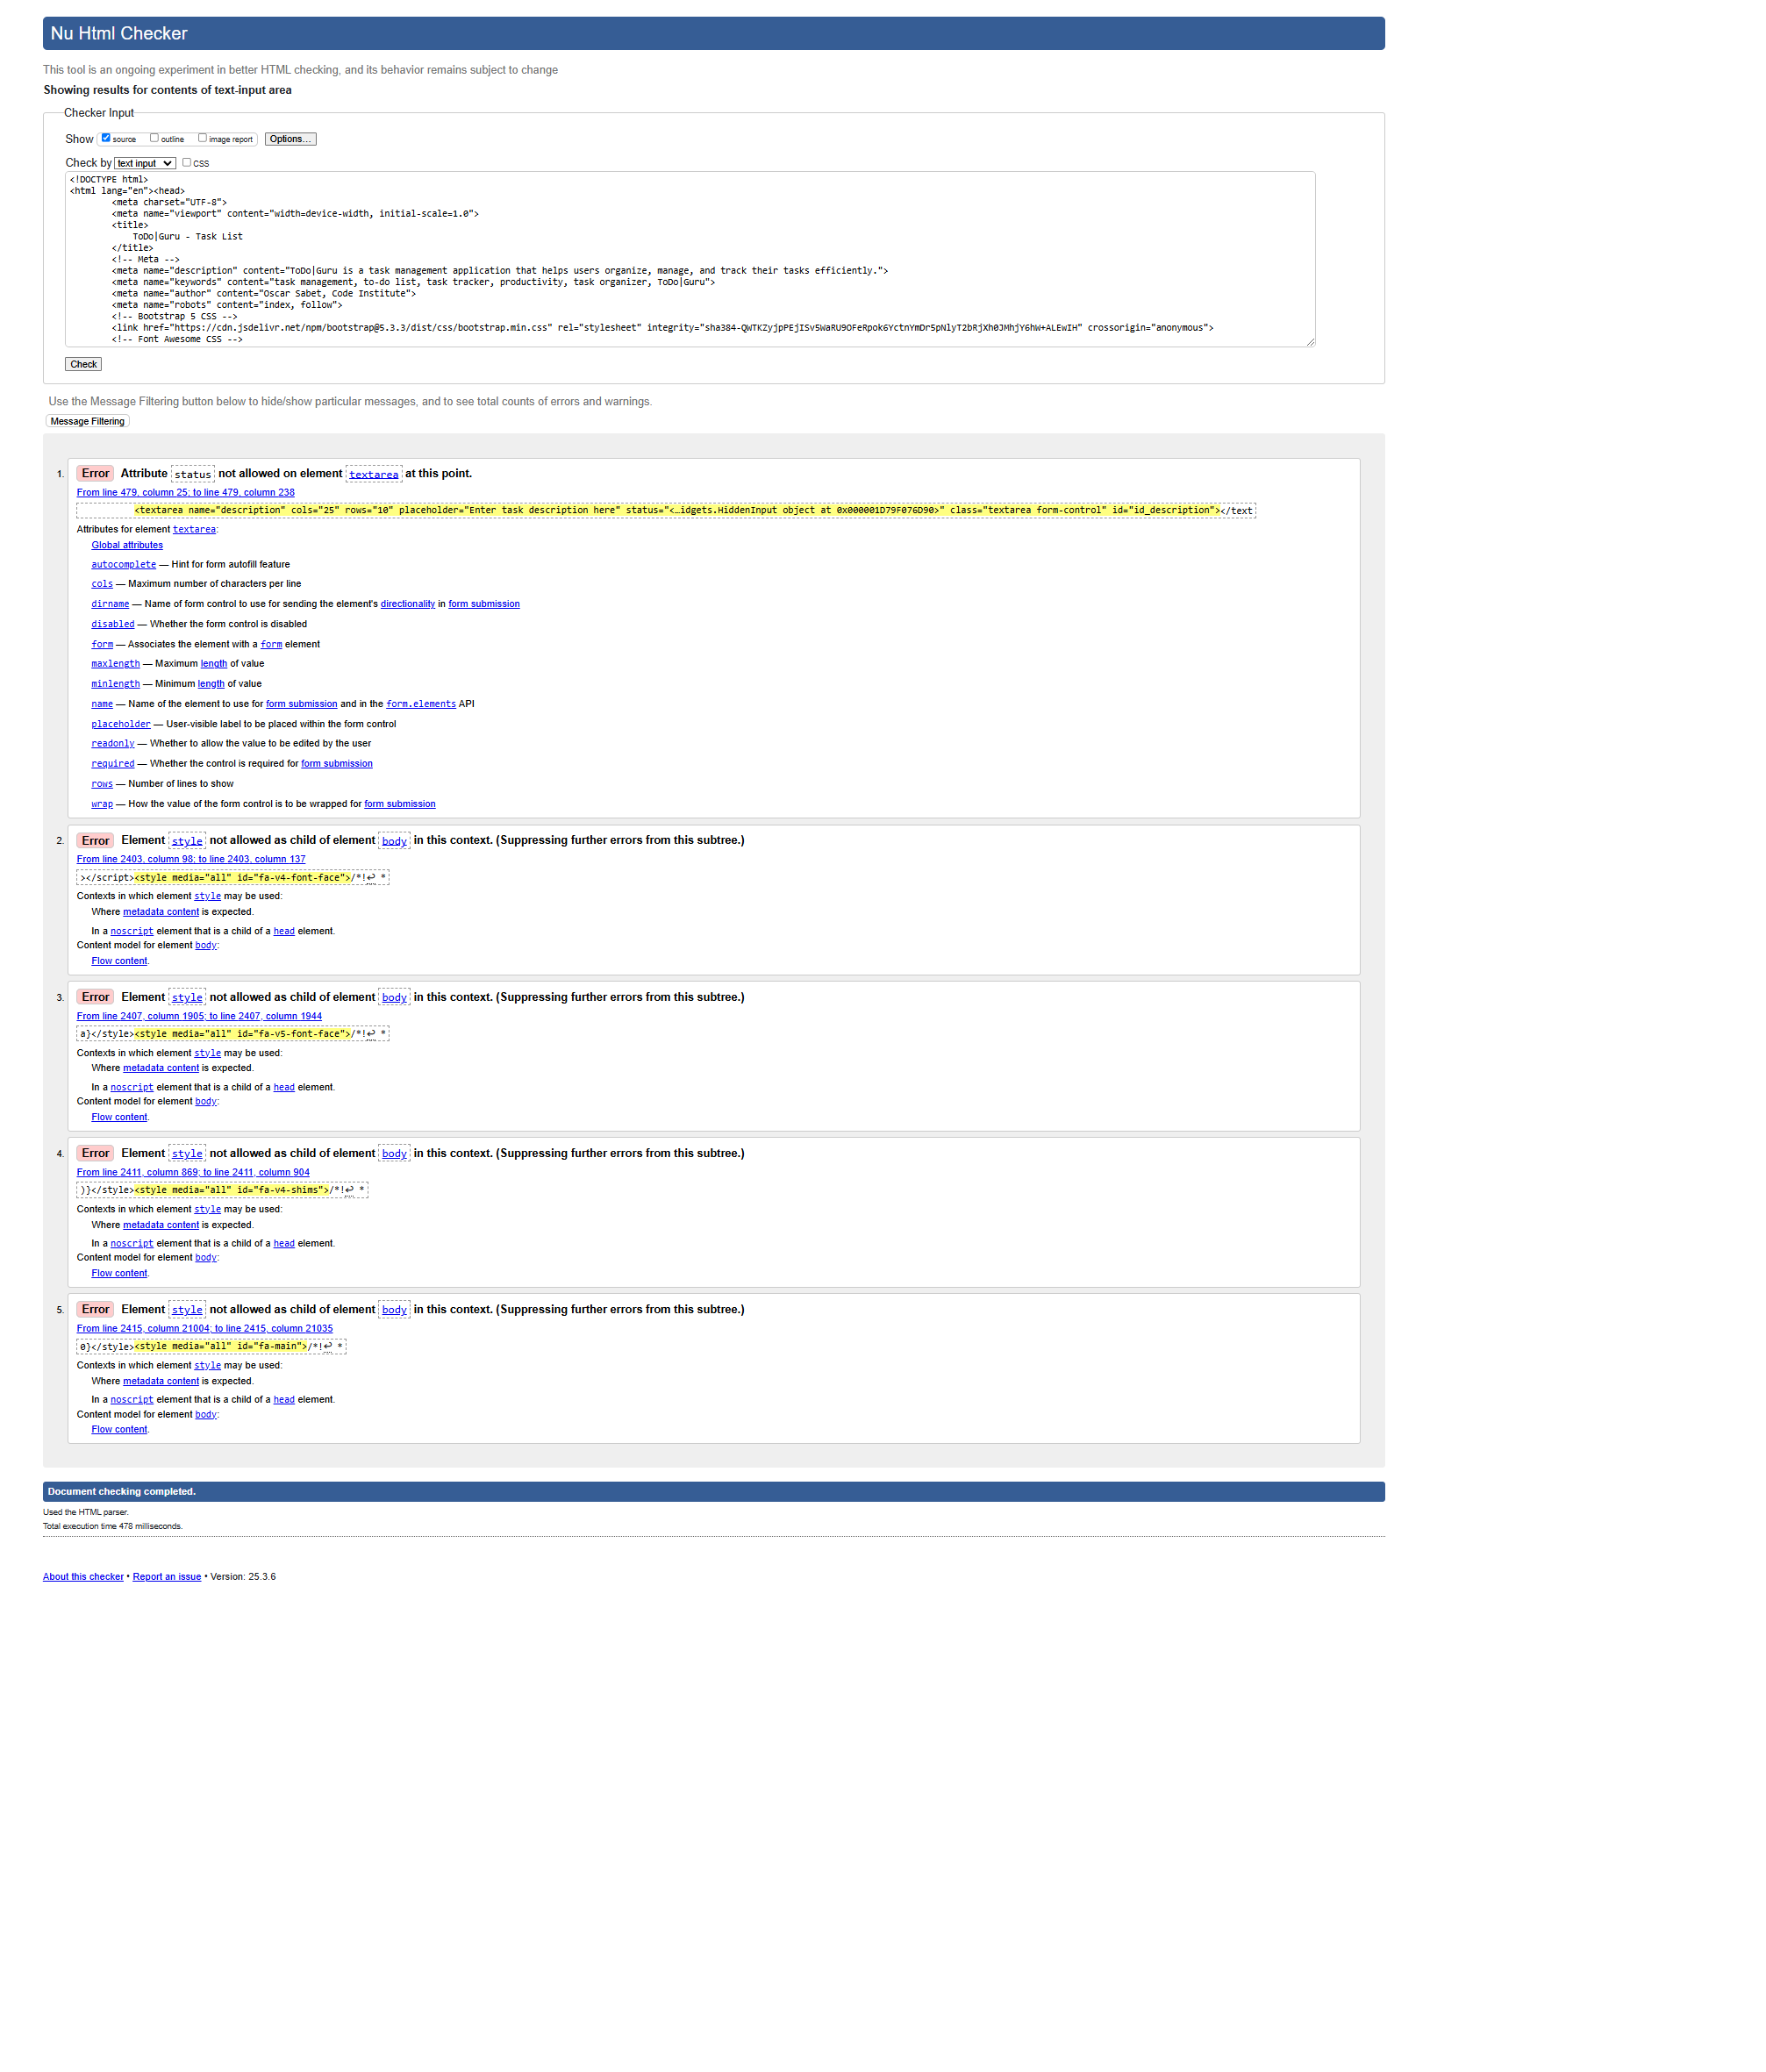 Nu Html Checker
This tool is an ongoing experiment in better HTML checking, and its behavior remains subject to change
Showing results for contents of text-input area
Checker Input
Show source outline image report Options...
Check by text input css
<!DOCTYPE html>
<html lang="en"><head>
<meta charset="UTF-8">
<meta name="viewport" content="width=device-width, initial-scale=1.0">
<title>
ToDo|Guru - Task List
</title>
<!-- Meta -->
<meta name="description" content="ToDo|Guru is a task management application that helps users organize, manage, and track their tasks efficiently.">
<meta name="keywords" content="task management, to-do list, task tracker, productivity, task organizer, ToDo|Guru">
<meta name="author" content="Oscar Sabet, Code Institute">
<meta name="robots" content="index, follow">
<!-- Bootstrap 5 CSS -->
<link href="https://cdn.jsdelivr.net/npm/bootstrap@5.3.3/dist/css/bootstrap.min.css" rel="stylesheet" integrity="sha384-QWTKZyjpPEjISv5WaRU9OFeRpok6YctnYmDr5pNlyT2bRjXh0JMhjY6hW+ALEwIH" crossorigin="anonymous">
<!-- Font Awesome CSS -->
Check
Use the Message Filtering button below to hide/show particular messages, and to see total counts of errors and warnings.
Message Filtering
1. Error Attribute status not allowed on element textarea at this point.
From line 479, column 25; to line 479, column 238
<textarea name="description" cols="25" rows="10" placeholder="Enter task description here" status="<…idgets.HiddenInput object at 0x000001D79F076D90>" class="textarea form-control" id="id_description"></text
Attributes for element textarea:
Global attributes
autocomplete — Hint for form autofill feature
cols — Maximum number of characters per line
dirname — Name of form control to use for sending the element's directionality in form submission
disabled — Whether the form control is disabled
form — Associates the element with a form element
maxlength — Maximum length of value
minlength — Minimum length of value
name — Name of the element to use for form submission and in the form.elements API
placeholder — User-visible label to be placed within the form control
readonly — Whether to allow the value to be edited by the user
required — Whether the control is required for form submission
rows — Number of lines to show
wrap — How the value of the form control is to be wrapped for form submission
2. Error Element style not allowed as child of element body in this context. (Suppressing further errors from this subtree.)
From line 2403, column 98; to line 2403, column 137
></script><style media="all" id="fa-v4-font-face">/*!↩ *
Contexts in which element style may be used:
Where metadata content is expected.
In a noscript element that is a child of a head element.
Content model for element body:
Flow content.
3. Error Element style not allowed as child of element body in this context. (Suppressing further errors from this subtree.)
From line 2407, column 1905; to line 2407, column 1944
a}</style><style media="all" id="fa-v5-font-face">/*!↩ *
Contexts in which element style may be used:
Where metadata content is expected.
In a noscript element that is a child of a head element.
Content model for element body:
Flow content.
4. Error Element style not allowed as child of element body in this context. (Suppressing further errors from this subtree.)
From line 2411, column 869; to line 2411, column 904
)}</style><style media="all" id="fa-v4-shims">/*!↩ *
Contexts in which element style may be used:
Where metadata content is expected.
In a noscript element that is a child of a head element.
Content model for element body:
Flow content.
5. Error Element style not allowed as child of element body in this context. (Suppressing further errors from this subtree.)
From line 2415, column 21004; to line 2415, column 21035
0}</style><style media="all" id="fa-main">/*!↩ *
Contexts in which element style may be used:
Where metadata content is expected.
In a noscript element that is a child of a head element.
Content model for element body:
Flow content.
Document checking completed.
Used the HTML parser.
Total execution time 478 milliseconds.
About this checker • Report an issue • Version: 25.3.6